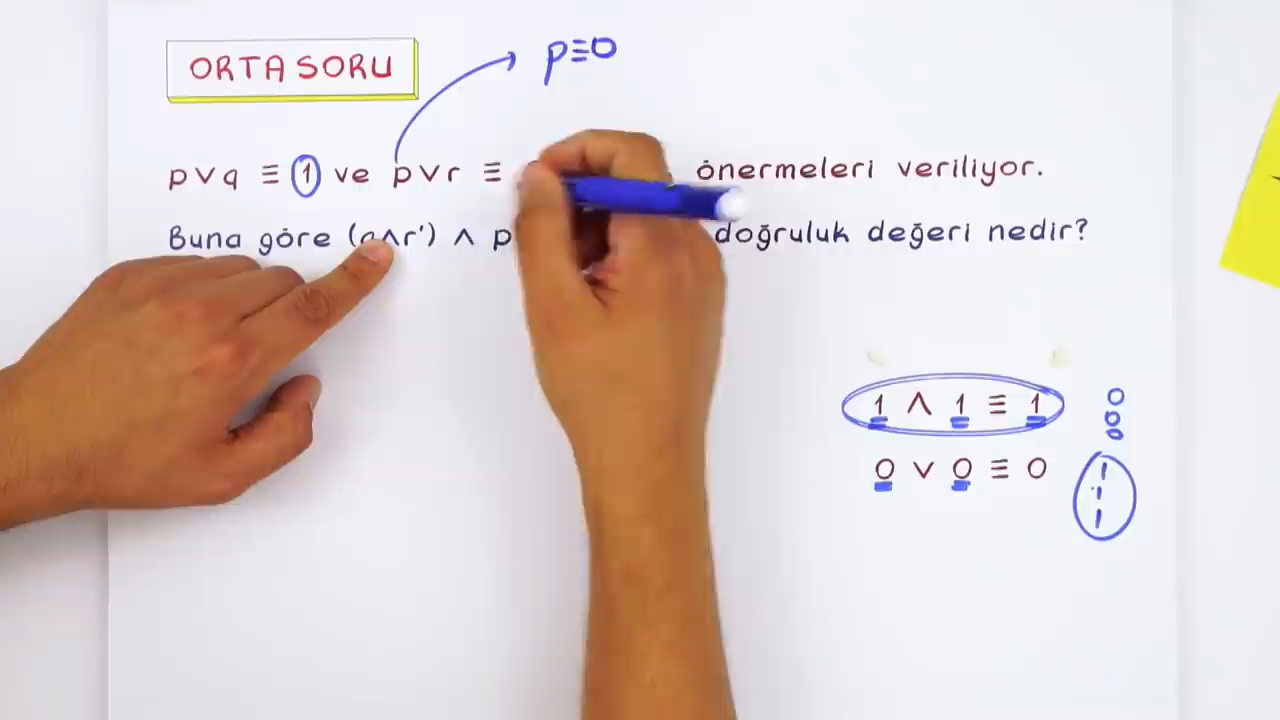 ORTA SORU
p≡0
p∨q ≡ 1 ve p∨r ≡ önermeleri veriliyor.
Buna göre (q∧r') ∧ p doğruluk değeri nedir?
1 ∧ 1 ≡ 1
0 ∨ 0 ≡ 0
0
0
0
1
1
1